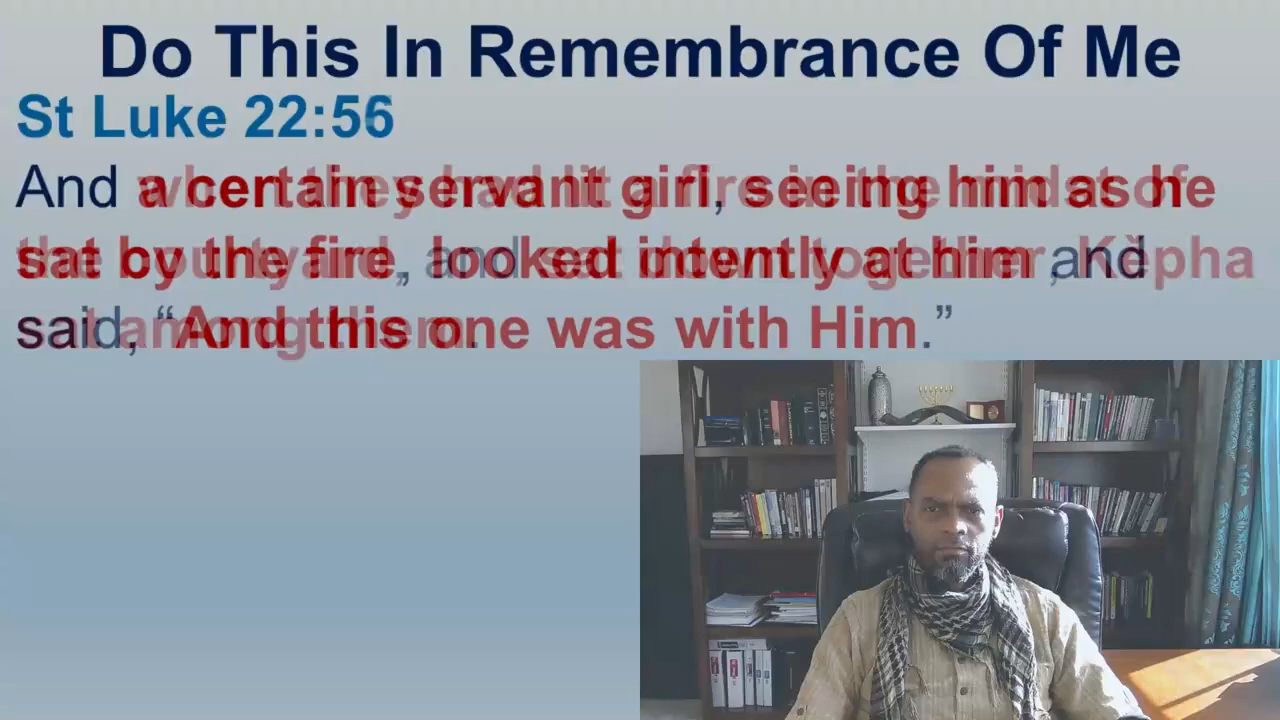 Do This In Remembrance Of Me
St Luke 22:56
And a certain servant girl, seeing him as he
sat by the fire, looked intently at him and
said, “And this one was with Him.”